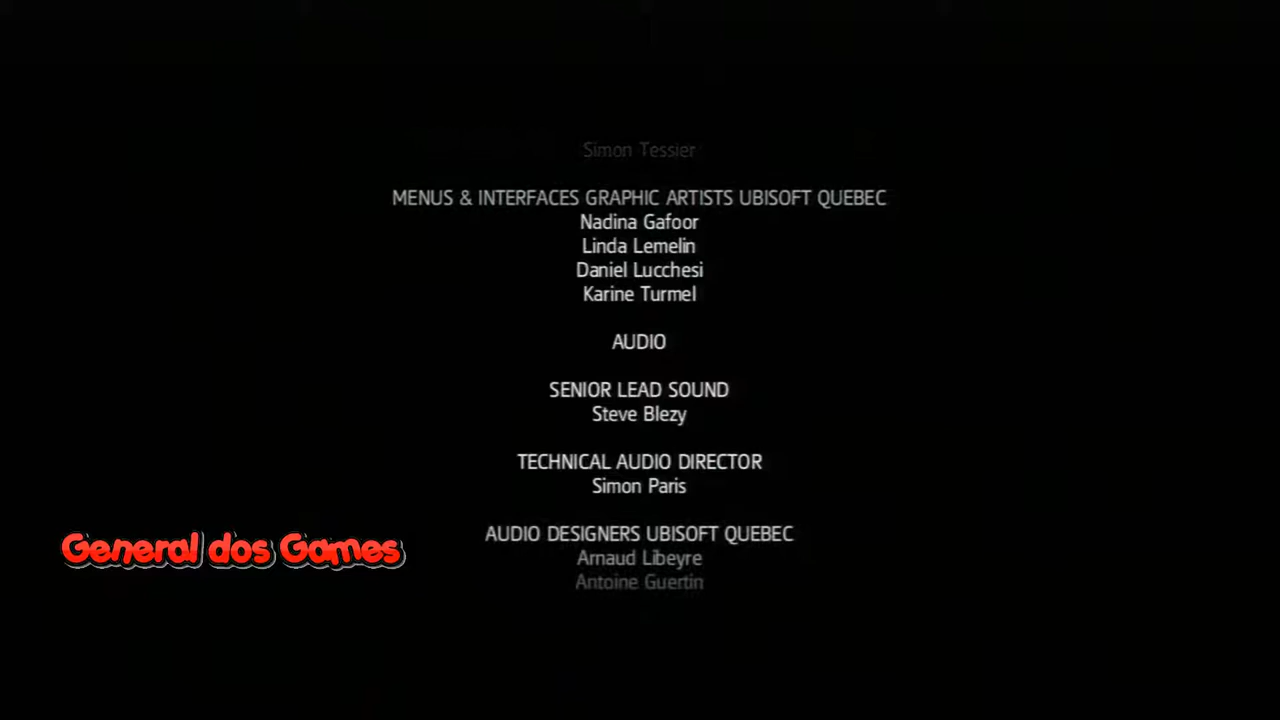 Simon Tessier
MENUS & INTERFACES GRAPHIC ARTISTS UBISOFT QUEBEC
Nadina Gafoor
Linda Lemelin
Daniel Lucchesi
Karine Turmel
AUDIO
SENIOR LEAD SOUND
Steve Blezy
TECHNICAL AUDIO DIRECTOR
Simon Paris
AUDIO DESIGNERS UBISOFT QUEBEC
Arnaud Libeyre
Antoine Guertin
General dos Games